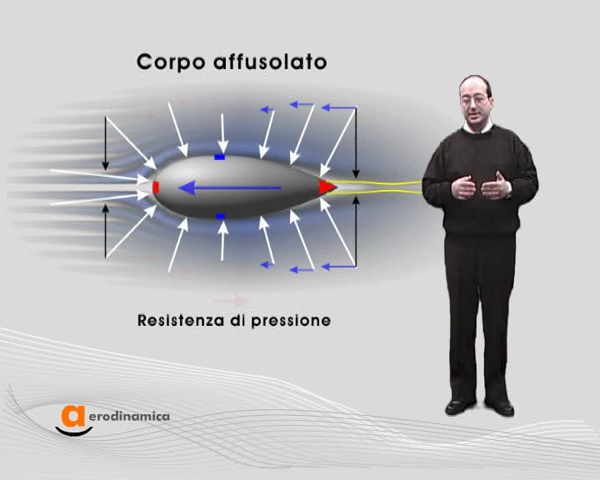 Corpo affusolato
Resistenza di pressione
aerodinamica